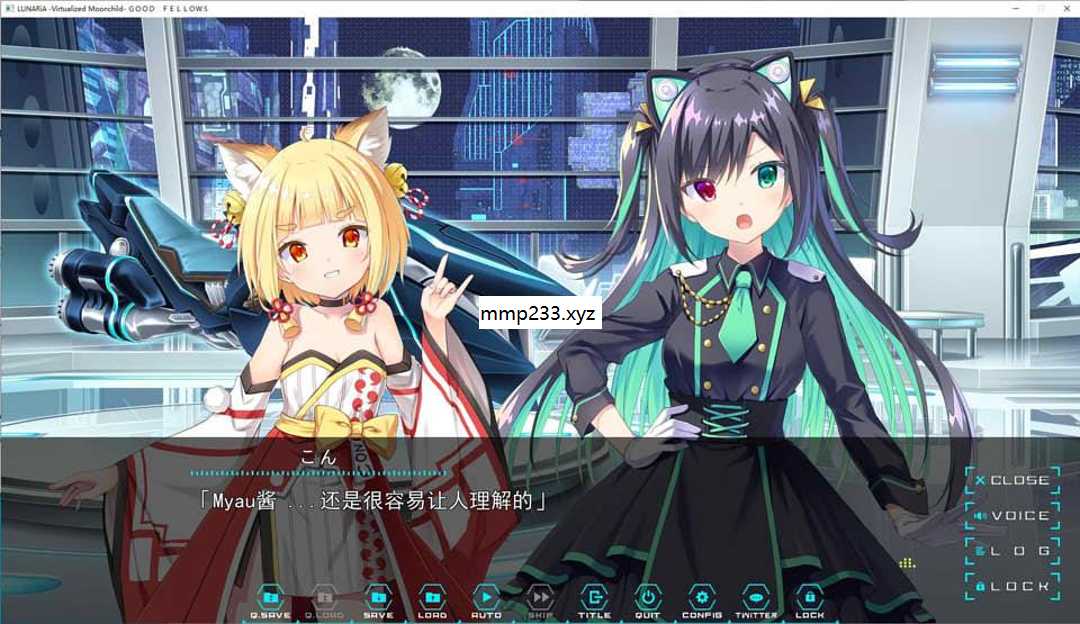 LUNARiA -Virtualized Moonchild- GOOD FELLOWS
mmp233.xyz
こん
「Myau酱 ...还是很容易让人理解的」
CLOSE
VOICE
LOG
LOCK
Q.SAVE Q.LOAD SAVE LOAD AUTO SKIP TITLE QUIT CONFIG TWITTER LOCK